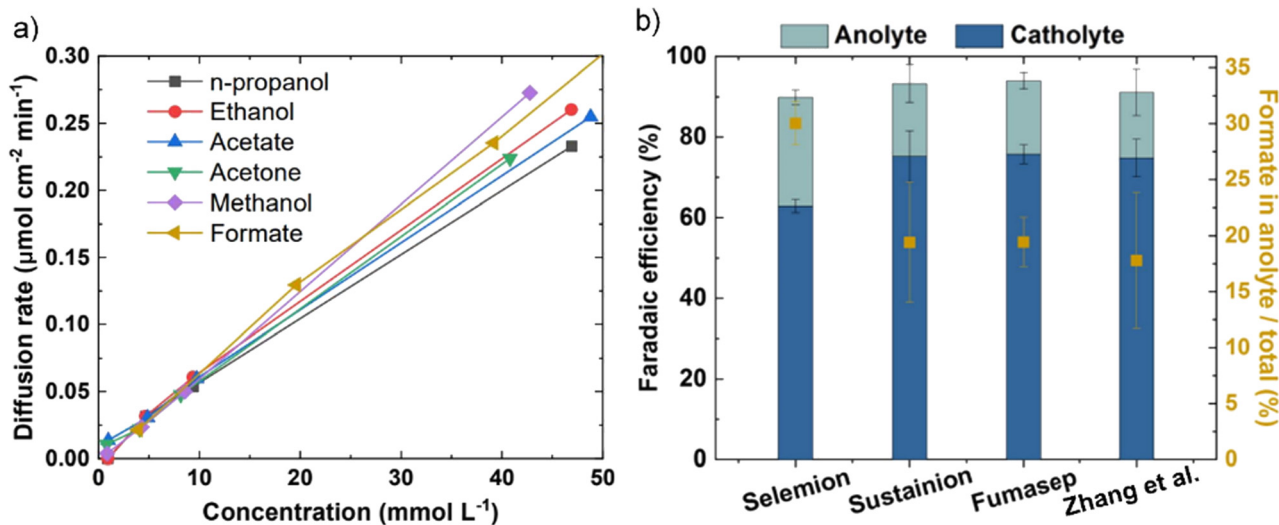 a)
0.30
0.25
0.20
0.15
0.10
0.05
0.00
Diffusion rate (μmol cm⁻² min⁻¹)
n-propanol
Ethanol
Acetate
Acetone
Methanol
Formate
0 10 20 30 40 50
Concentration (mmol L⁻¹)
b)
Anolyte Catholyte
100
80
60
40
20
0
Faradaic efficiency (%)
35
30
25
20
15
10
5
0
Formate in anolyte / total (%)
Selemion
Sustainion
Fumasep
Zhang et al.